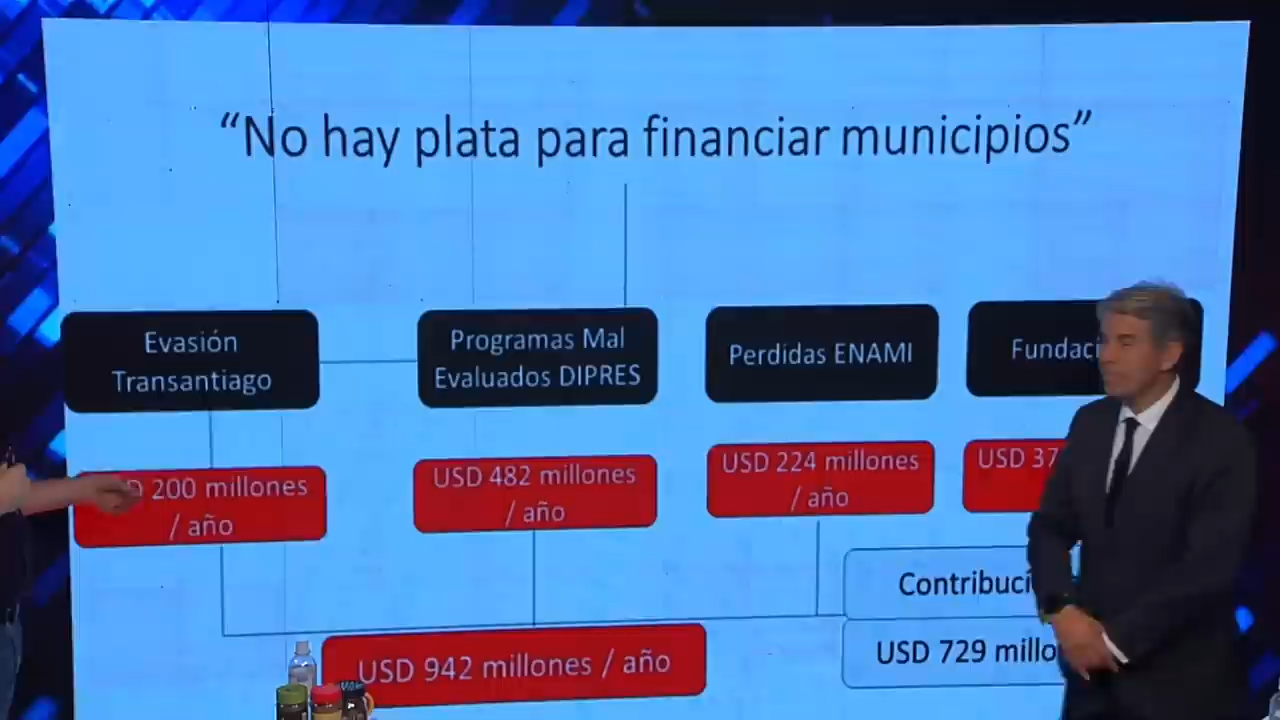 “No hay plata para financiar municipios”
Evasión
Transantiago
Programas Mal
Evaluados DIPRES
Perdidas ENAMI
200 millones
/ año
USD 482 millones
/ año
USD 224 millones
/ año
USD
USD 942 millones / año
USD 729